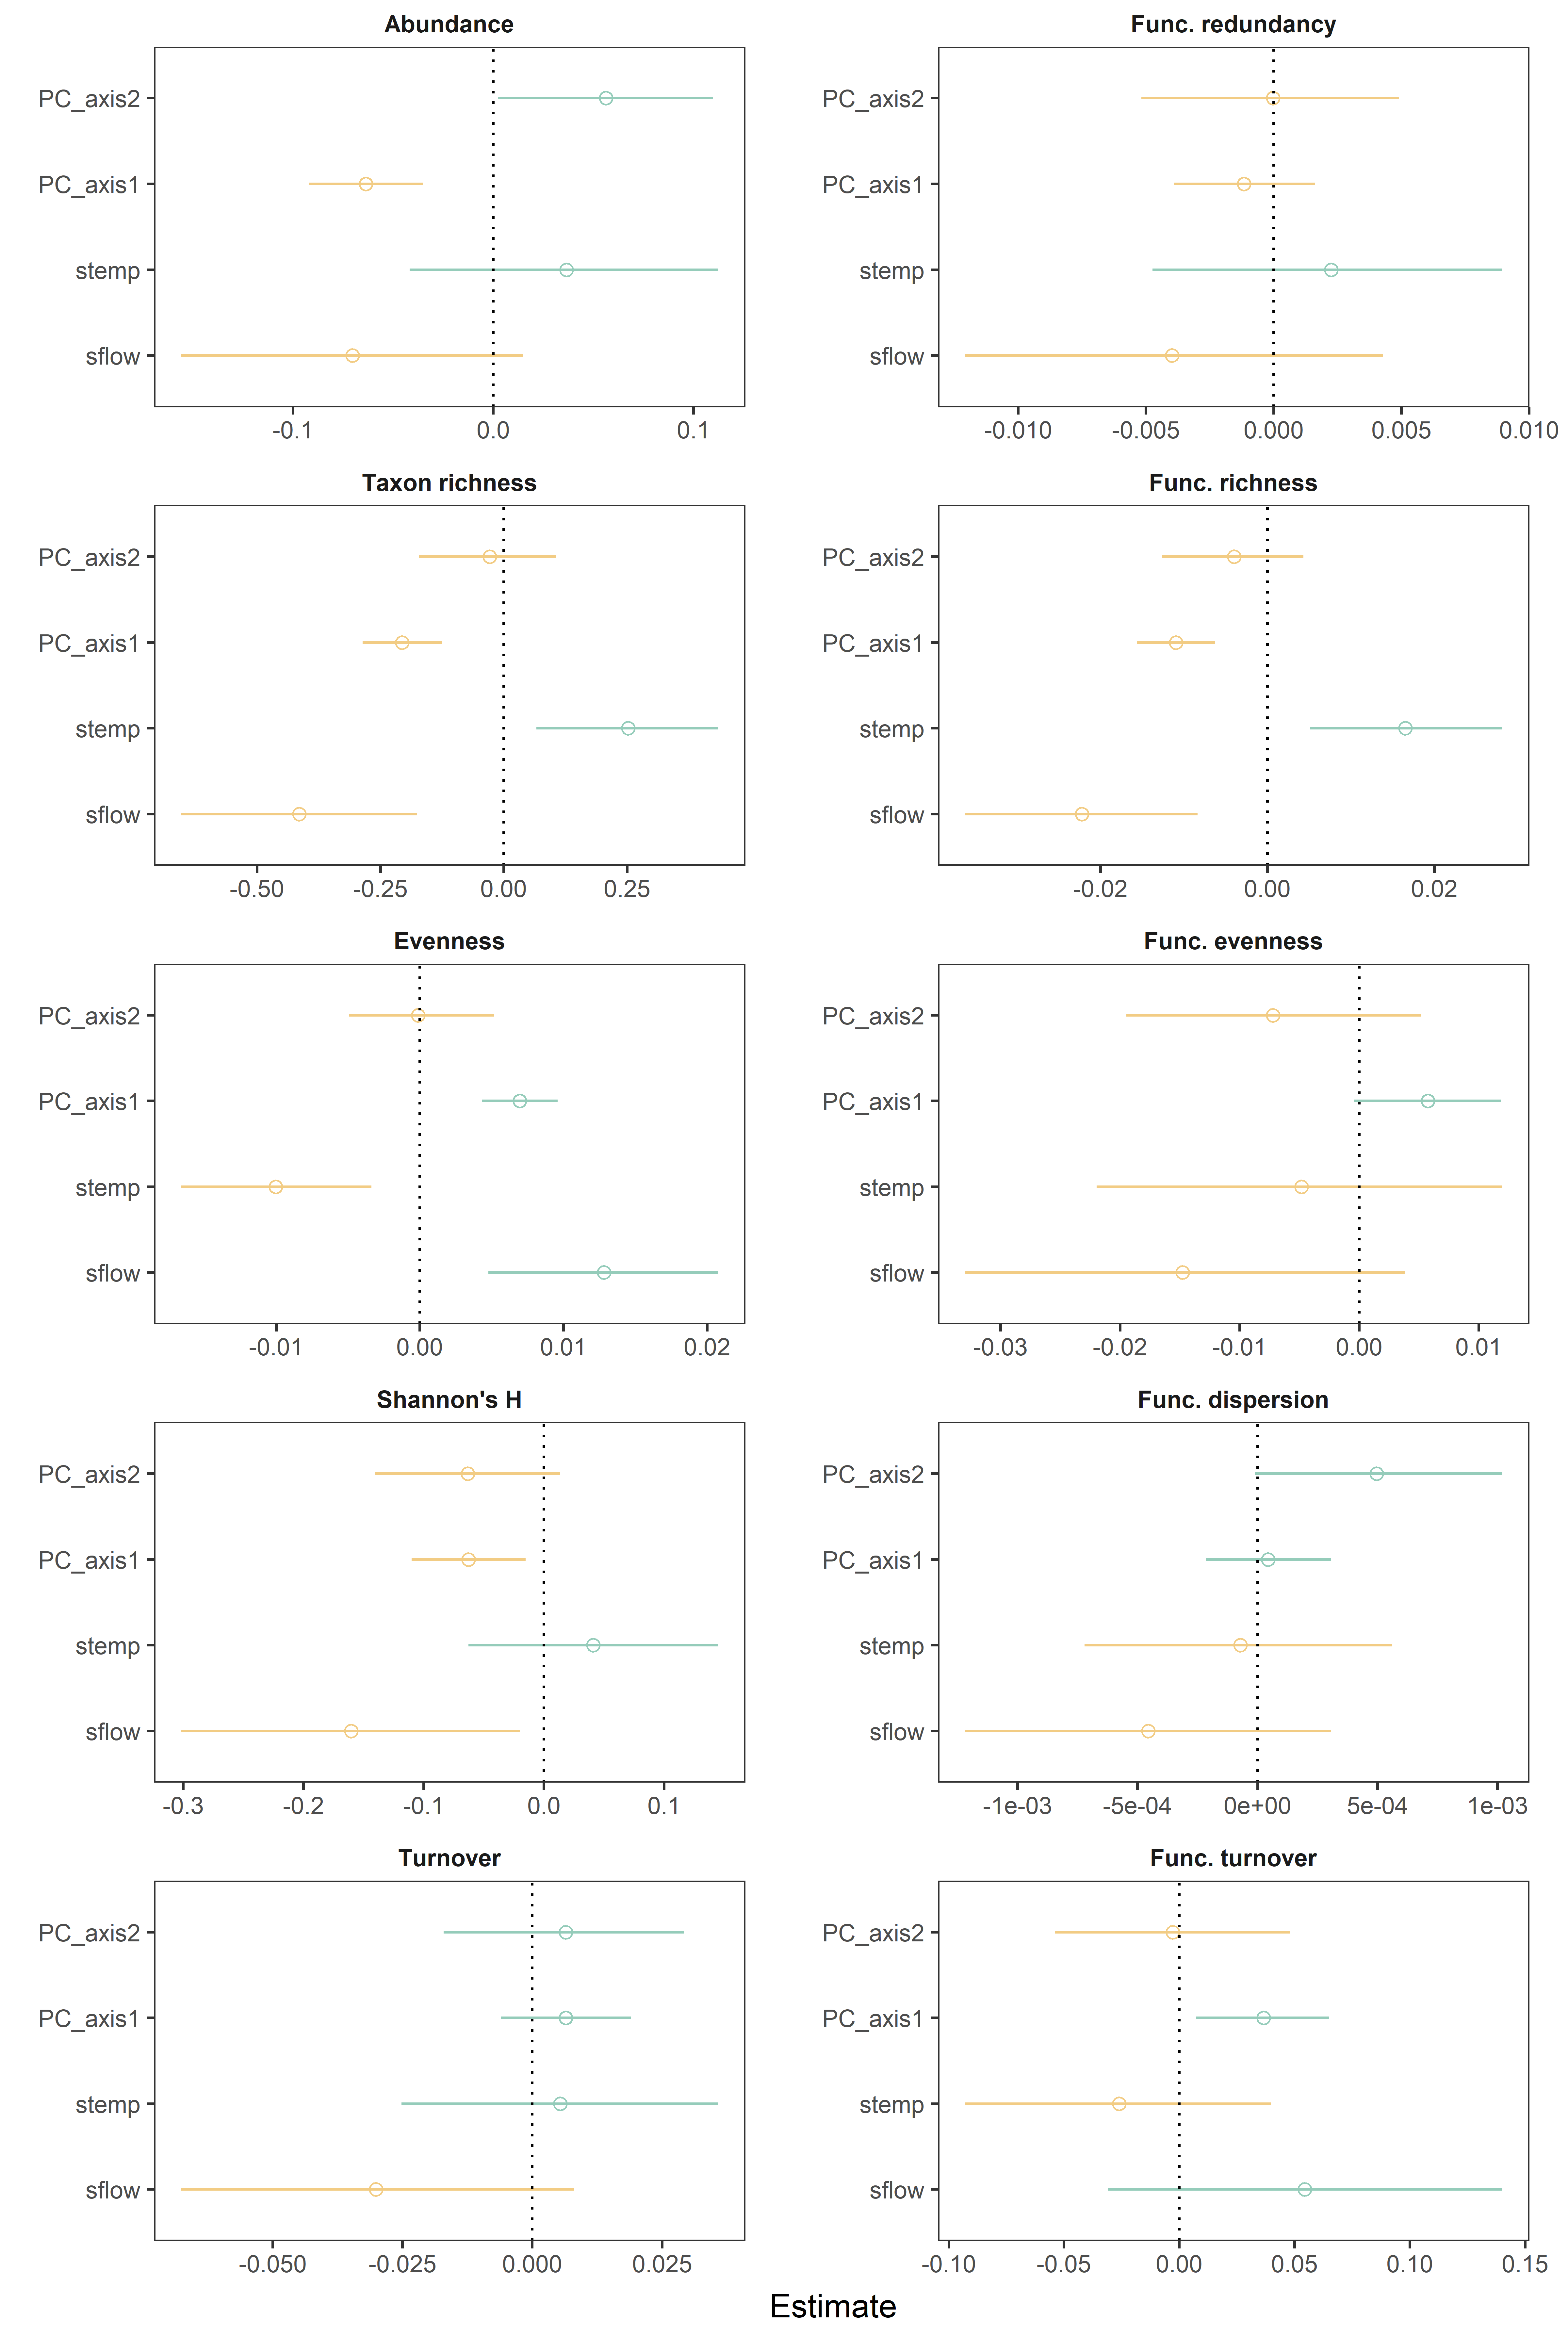 Abundance
PC_axis2
PC_axis1
stemp
sflow
-0.1 0.0 0.1
Func. redundancy
PC_axis2
PC_axis1
stemp
sflow
-0.010 -0.005 0.000 0.005 0.010
Taxon richness
PC_axis2
PC_axis1
stemp
sflow
-0.50 -0.25 0.00 0.25
Func. richness
PC_axis2
PC_axis1
stemp
sflow
-0.02 0.00 0.02
Evenness
PC_axis2
PC_axis1
stemp
sflow
-0.01 0.00 0.01 0.02
Func. evenness
PC_axis2
PC_axis1
stemp
sflow
-0.03 -0.02 -0.01 0.00 0.01
Shannon's H
PC_axis2
PC_axis1
stemp
sflow
-0.3 -0.2 -0.1 0.0 0.1
Func. dispersion
PC_axis2
PC_axis1
stemp
sflow
-1e-03 -5e-04 0e+00 5e-04 1e-03
Turnover
PC_axis2
PC_axis1
stemp
sflow
-0.050 -0.025 0.000 0.025
Func. turnover
PC_axis2
PC_axis1
stemp
sflow
-0.10 -0.05 0.00 0.05 0.10 0.15
Estimate